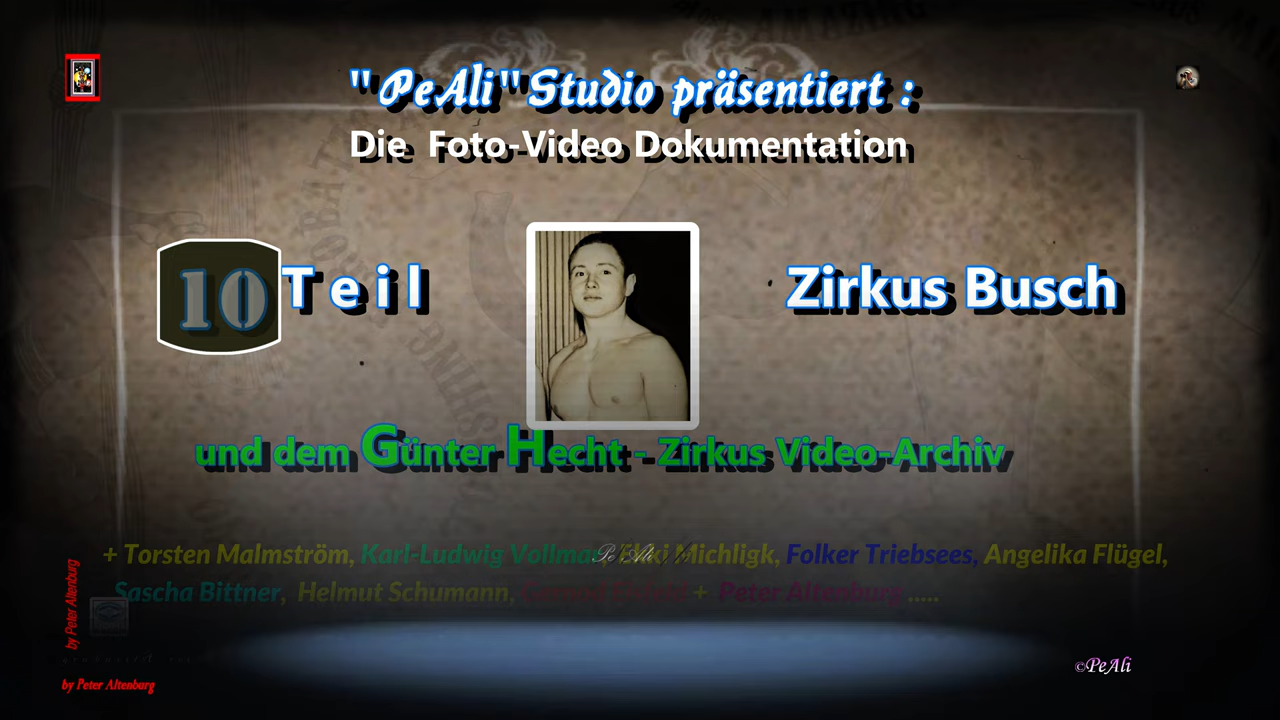 "PeAli" Studio präsentiert :
Die Foto-Video Dokumentation
10 Teil
Zirkus Busch
und dem Günter Hecht - Zirkus Video-Archiv
+ Torsten Malmström, Karl-Ludwig Vollman, Michligk, Folker Triebsees, Angelika Flügel,
Sascha Bittner, Helmut Schumann, + Peter Altenburg .....
PeAli
by Peter Altenburg
by Peter Altenburg
©PeAli